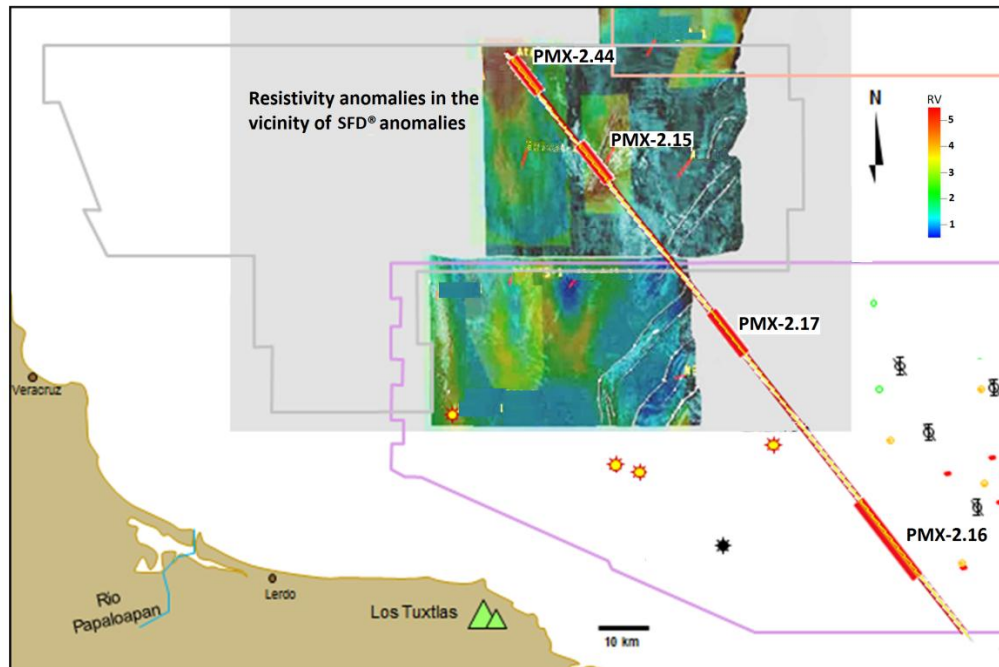 PMX-2.44
Resistivity anomalies in the
vicinity of SFD® anomalies
PMX-2.15
N
RV
5
4
3
2
1
PMX-2.17
Veracruz
PMX-2.16
Río
Papaloapan
Lerdo
Los Tuxtlas
10 km